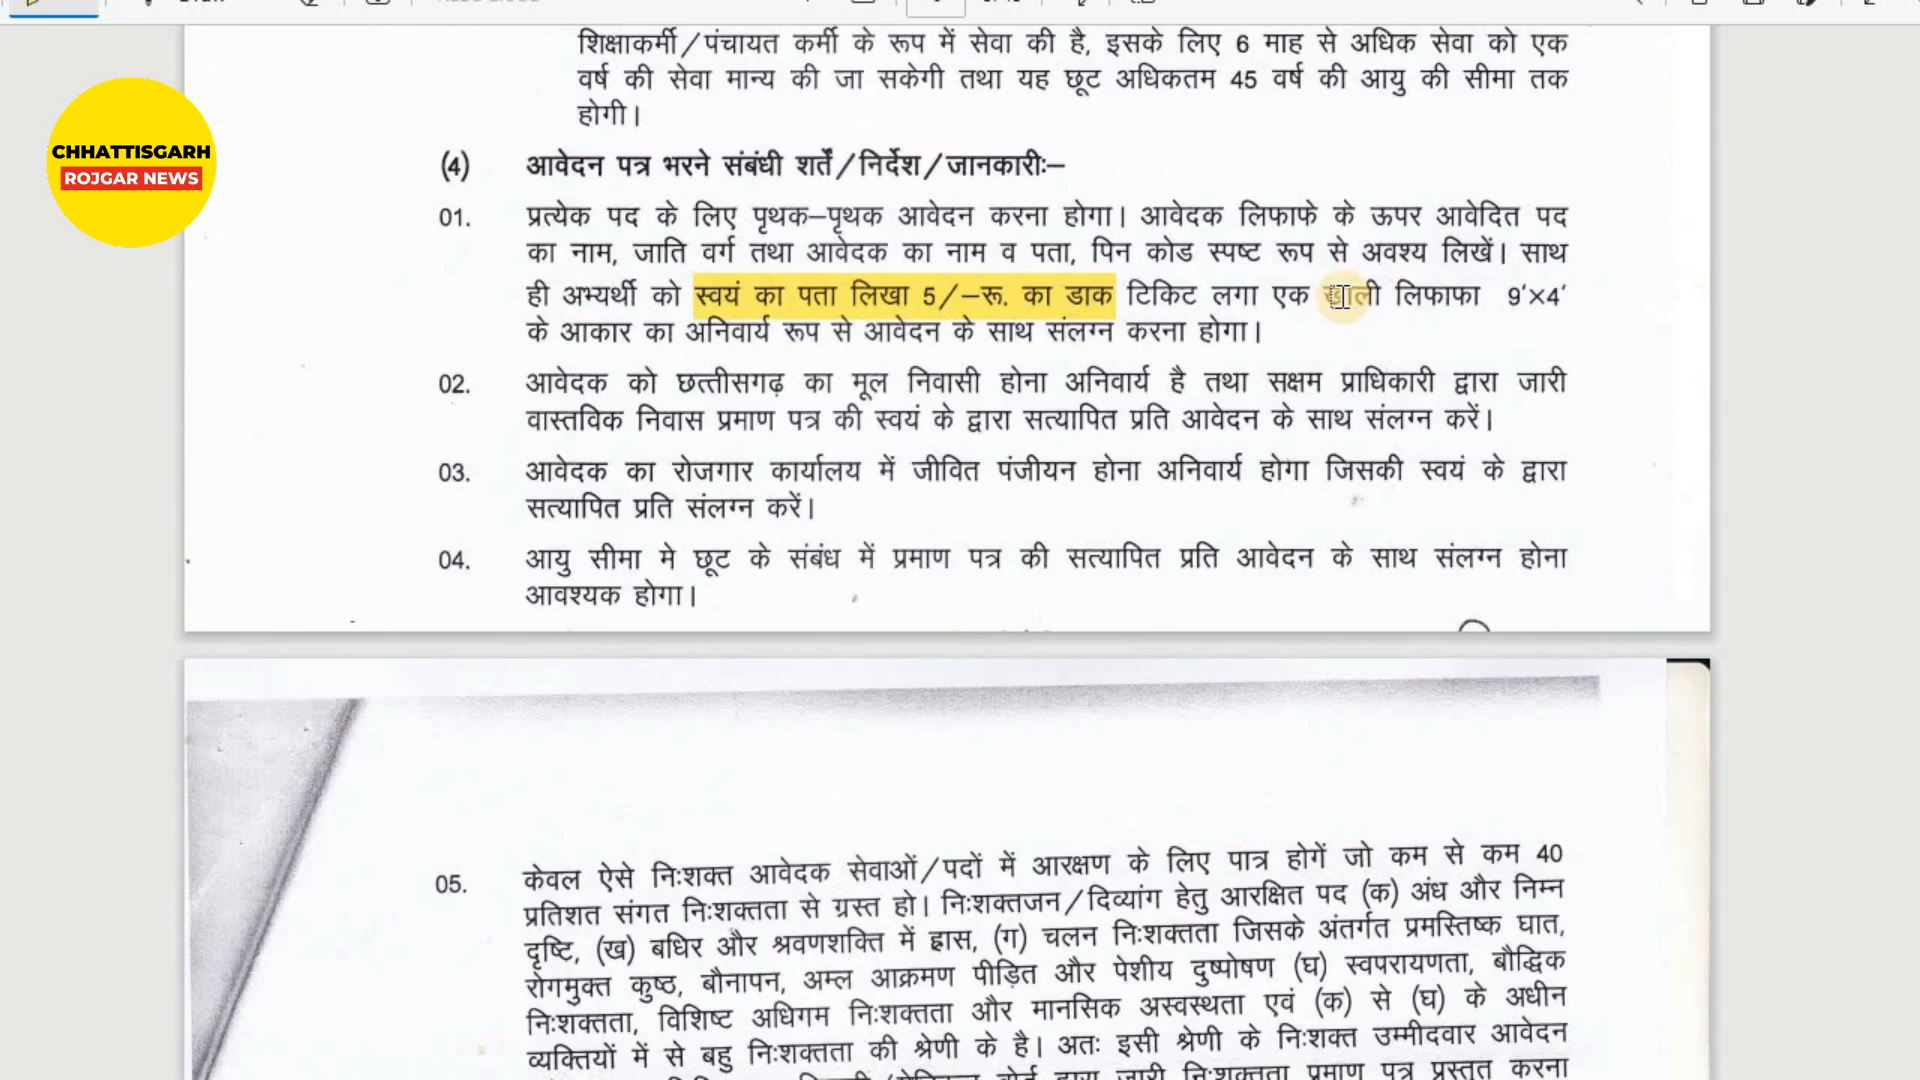 शिक्षाकर्मी/पंचायत कर्मी के रूप में सेवा की है, इसके लिए 6 माह से अधिक सेवा को एक
वर्ष की सेवा मान्य की जा सकेगी तथा यह छूट अधिकतम 45 वर्ष की आयु की सीमा तक
होगी।
CHHATTISGARH
ROJGAR NEWS
(4) आवेदन पत्र भरने संबंधी शर्तें/निर्देश/जानकारीः–
01. प्रत्येक पद के लिए पृथक–पृथक आवेदन करना होगा। आवेदक लिफाफे के ऊपर आवेदित पद
का नाम, जाति वर्ग तथा आवेदक का नाम व पता, पिन कोड स्पष्ट रूप से अवश्य लिखें। साथ
ही अभ्यर्थी को स्वयं का पता लिखा 5/–रू. का डाक टिकिट लगा एक खाली लिफाफा 9'×4'
के आकार का अनिवार्य रूप से आवेदन के साथ संलग्न करना होगा।
02. आवेदक को छत्तीसगढ़ का मूल निवासी होना अनिवार्य है तथा सक्षम प्राधिकारी द्वारा जारी
वास्तविक निवास प्रमाण पत्र की स्वयं के द्वारा सत्यापित प्रति आवेदन के साथ संलग्न करें।
03. आवेदक का रोजगार कार्यालय में जीवित पंजीयन होना अनिवार्य होगा जिसकी स्वयं के द्वारा
सत्यापित प्रति संलग्न करें।
04. आयु सीमा मे छूट के संबंध में प्रमाण पत्र की सत्यापित प्रति आवेदन के साथ संलग्न होना
आवश्यक होगा।
05. केवल ऐसे निःशक्त आवेदक सेवाओं/पदों में आरक्षण के लिए पात्र होगें जो कम से कम 40
प्रतिशत संगत निःशक्तता से ग्रस्त हो। निःशक्तजन/दिव्यांग हेतु आरक्षित पद (क) अंध और निम्न
दृष्टि, (ख) बधिर और श्रवणशक्ति में ह्रास, (ग) चलन निःशक्तता जिसके अंतर्गत प्रमस्तिष्क घात,
रोगमुक्त कुष्ठ, बौनापन, अम्ल आक्रमण पीड़ित और पेशीय दुष्पोषण (घ) स्वपरायणता, बौद्धिक
निःशक्तता, विशिष्ट अधिगम निःशक्तता और मानसिक अस्वस्थता एवं (क) से (घ) के अधीन
व्यक्तियों में से बहु निःशक्तता की श्रेणी के है। अतः इसी श्रेणी के निःशक्त उम्मीदवार आवेदन
बोर्ड द्वारा जारी निःशक्तता प्रमाण पत्र प्रस्तुत करना